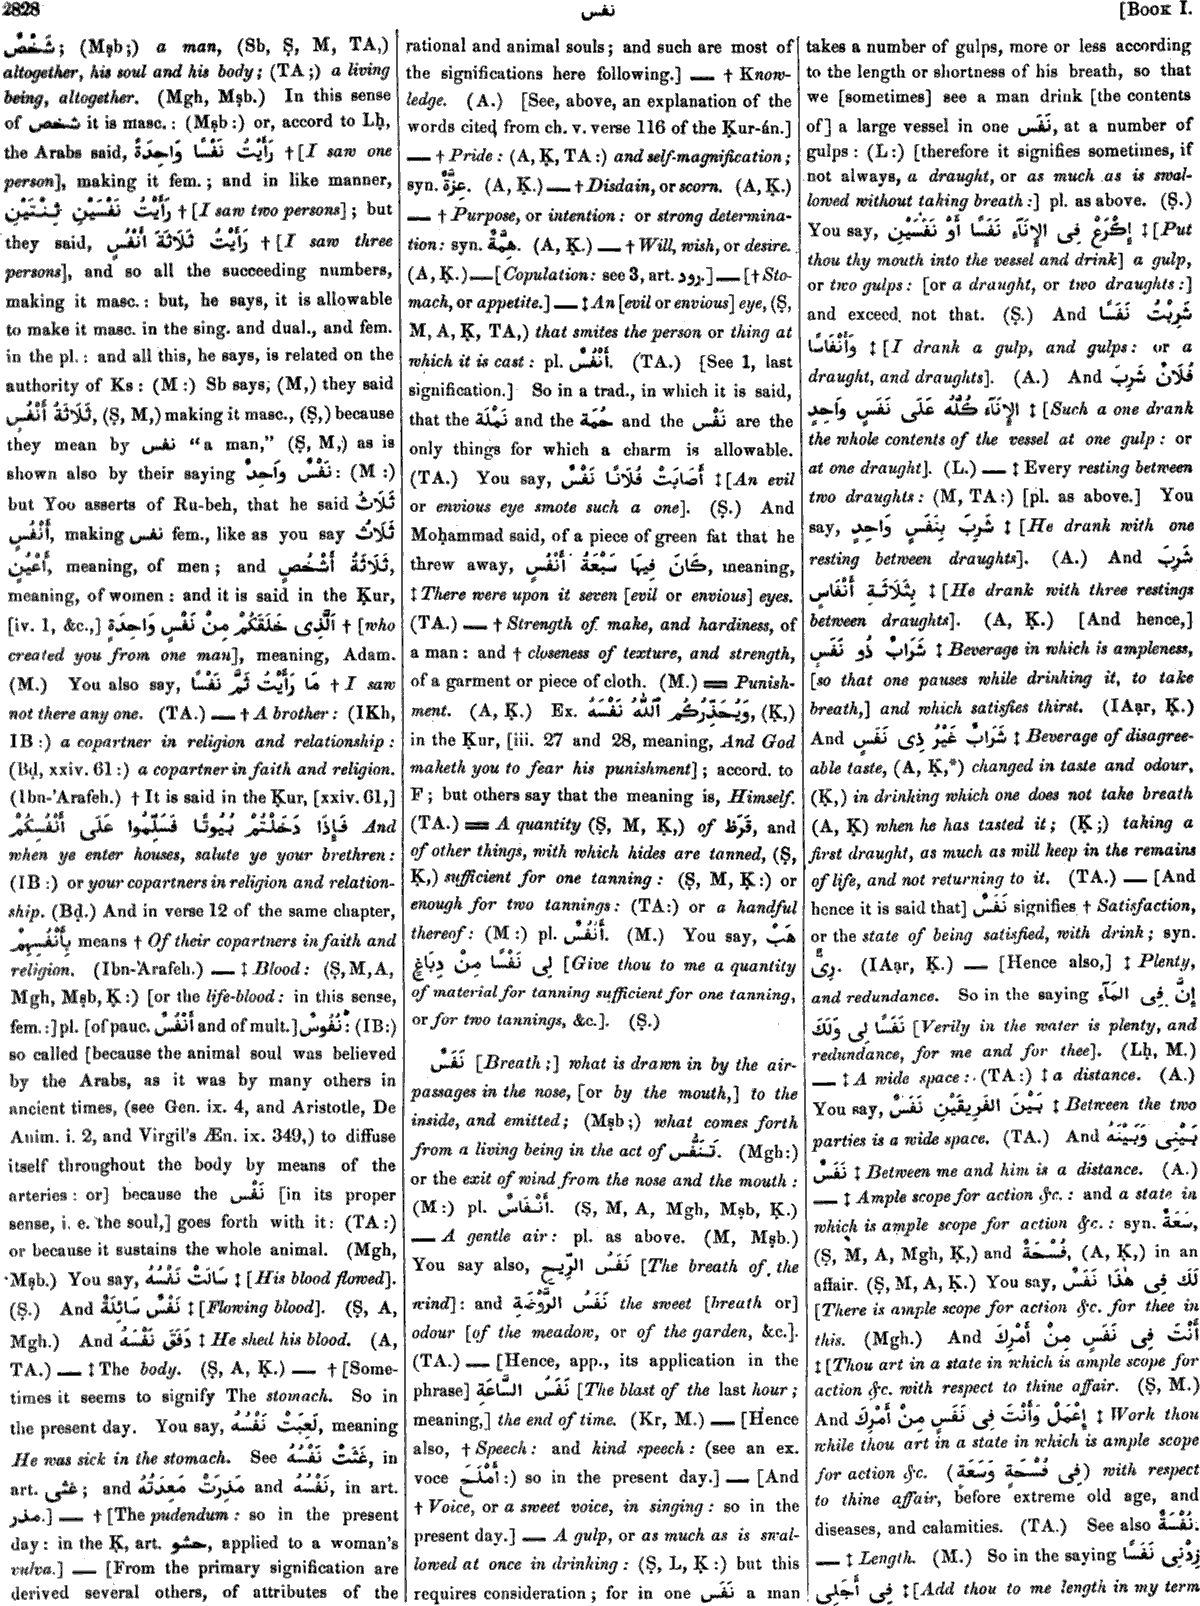 2828
نفس
[Book I.
شَخْصٌ; (Mṣb;) a man, (Sb, Ṣ, M, TA,)
altogether, his soul and his body; (TA;) a living
being, altogether. (Mgh, Mṣb.) In this sense
of شخص it is masc.: (Mṣb:) or, accord to Lḥ,
the Arabs said, رَأَيْتُ نَفْسًا وَاحِدَةً † [I saw one
person], making it fem.; and in like manner,
رَأَيْتُ نَفْسَيْنِ ثِنْتَيْنِ † [I saw two persons]; but
they said, رَأَيْتُ ثَلَاثَةَ أَنْفُسٍ † [I saw three
persons], and so all the succeeding numbers,
making it masc.: but, he says, it is allowable
to make it masc. in the sing. and dual., and fem.
in the pl.: and all this, he says, is related on the
authority of Ks: (M:) Sb says, (M,) they said
ثَلَاثَةُ أَنْفُسٍ, (Ṣ, M,) making it masc., (Ṣ,) because
they mean by نفس “a man,” (Ṣ, M,) as is
shown also by their saying نَفْسٌ وَاحِدٌ: (M:)
but Yoo asserts of Ru-beh, that he said ثَلَاثُ
أَنْفُسٍ, making نفس fem., like as you say ثَلَاثُ
أَعْيُنٍ, meaning, of men; and ثَلَاثَةُ أَشْخُصٍ,
meaning, of women: and it is said in the Ḳur,
[iv. 1, &c.,] اَلَّذِى خَلَقَكُمْ مِنْ نَفْسٍ وَاحِدَةٍ † [who
created you from one man], meaning, Adam.
(M.) You also say, مَا رَأَيْتُ ثَمَّ نَفْسًا † I saw
not there any one. (TA.) — † A brother: (IKh,
IB:) a copartner in religion and relationship:
(Bḍ, xxiv. 61:) a copartner in faith and religion.
(Ibn-'Arafeh.) † It is said in the Ḳur, [xxiv. 61,]
فَإِذَا دَخَلْتُمْ بُيُوتًا فَسَلِّمُوا عَلَى أَنْفُسِكُمْ And
when ye enter houses, salute ye your brethren:
(IB:) or your copartners in religion and relation-
ship. (Bḍ.) And in verse 12 of the same chapter,
بِأَنْفُسِهِمْ means † Of their copartners in faith and
religion. (Ibn-'Arafeh.) — ‡ Blood: (Ṣ, M, A,
Mgh, Mṣb, Ḳ:) [or the life-blood: in this sense,
fem.:] pl. [of pauc. أَنْفُسٌ and of mult.] نُفُوسٌ: (IB:)
so called [because the animal soul was believed
by the Arabs, as it was by many others in
ancient times, (see Gen. ix. 4, and Aristotle, De
Anim. i. 2, and Virgil's Æn. ix. 349,) to diffuse
itself throughout the body by means of the
arteries: or] because the نَفْس [in its proper
sense, i. e. the soul,] goes forth with it: (TA:)
or because it sustains the whole animal. (Mgh,
Mṣb.) You say, سَالَتْ نَفْسُهُ ‡ [His blood flowed].
(Ṣ.) And نَفْسٌ سَائِلَةٌ ‡ [Flowing blood]. (Ṣ, A,
Mgh.) And دَفَقَ نَفْسَهُ ‡ He shed his blood. (A,
TA.) — ‡ The body. (Ṣ, A, Ḳ.) — † [Some-
times it seems to signify The stomach. So in
the present day. You say, لَعِبَتْ نَفْسُهُ, meaning
He was sick in the stomach. See غَثَتْ نَفْسُهُ, in
art. غثى; and مَذِرَتْ مَعِدَتُهُ and نَفْسُهُ, in art.
مذر.] — † [The pudendum: so in the present
day: in the Ḳ, art. حشو, applied to a woman's
vulva.] — [From the primary signification are
derived several others, of attributes of the
rational and animal souls; and such are most of
the significations here following.] — † Know-
ledge. (A.) [See, above, an explanation of the
words cited from ch. v. verse 116 of the Ḳur-án.]
— † Pride: (A, Ḳ, TA:) and self-magnification;
syn. عِزَّةٌ. (A, Ḳ.) — † Disdain, or scorn. (A, Ḳ.)
— † Purpose, or intention: or strong determina-
tion: syn. هِمَّةٌ. (A, Ḳ.) — † Will, wish, or desire.
(A, Ḳ.) — [Copulation: see 3, art. رود.] — [† Sto-
mach, or appetite.] — ‡ An [evil or envious] eye, (Ṣ,
M, A, Ḳ, TA,) that smites the person or thing at
which it is cast: pl. أَنْفُسٌ. (TA.) {See 1, last
signification.] So in a trad., in which it is said,
that the نَمْلَة and the حُمَة and the نَفْس are the
only things for which a charm is allowable.
(TA.) You say, أَصَابَتْ فُلَانًا نَفْسٌ ‡ [An evil
or envious eye smote such a one]. (Ṣ.) And
Moḥammad said, of a piece of green fat that he
threw away, كَانَ فِيهَا سَبْعَةُ أَنْفُسٍ, meaning,
‡ There were upon it seven [evil or envious] eyes.
(TA.) — † Strength of make, and hardiness, of
a man: and † closeness of texture, and strength,
of a garment or piece of cloth. (M.) = Punish-
ment. (A, Ḳ.) Ex. وَيُحَذِّرُكُمُ ٱللّٰهُ نَفْسَهُ, (Ḳ,)
in the Ḳur, [iii. 27 and 28, meaning, And God
maketh you to fear his punishment]; accord. to
F; but others say that the meaning is, Himself.
(TA.) = A quantity (Ṣ, M, Ḳ,) of قَرَظ, and
of other things, with which hides are tanned, (Ṣ,
Ḳ,) sufficient for one tanning: (Ṣ, M, Ḳ:) or
enough for two tannings: (TA:) or a handful
thereof: (M:) pl. أَنْفُسٌ. (M.) You say, هَبْ
لِى نَفْسًا مِنْ دِبَاغٍ [Give thou to me a quantity
of material for tanning sufficient for one tanning,
or for two tannings, &c.]. (Ṣ.)
نَفَسٌ [Breath;] what is drawn in by the air-
passages in the nose, [or by the mouth,] to the
inside, and emitted; (Mṣb;) what comes forth
from a living being in the act of تَنَفُّس. (Mgh:)
or the exit of wind from the nose and the mouth:
(M:) pl. أَنْفَاسٌ. (Ṣ, M, A, Mgh, Mṣb, Ḳ.)
— A gentle air: pl. as above. (M, Mṣb.)
You say also, نَفَسُ الرِّيحِ [The breath of the
wind]: and نَفَسُ الرَّوْضَةِ the sweet [breath or]
odour [of the meadow, or of the garden, &c.].
(TA.) — [Hence, app., its application in the
phrase] نَفَسُ السَّاعَةِ [The blast of the last hour;
meaning,] the end of time. (Kr, M.) — [Hence
also, † Speech: and kind speech: (see an ex.
voce أَمْلَحَ:) so in the present day.] — [And
† Voice, or a sweet voice, in singing: so in the
present day.] — A gulp, or as much as is swal-
lowed at once in drinking: (Ṣ, L, Ḳ:) but this
requires consideration; for in one نَفَس a man
takes a number of gulps, more or less according
to the length or shortness of his breath, so that
we [sometimes] see a man drink [the contents
of] a large vessel in one نَفَس, at a number of
gulps: (L:) [therefore it signifies sometimes, if
not always, a draught, or as much as is swal-
lowed without taking breath:] pl. as above. (Ṣ.)
You say, إِكْرَعْ فِى الإِنَآءِ نَفَسًا أَوْ نَفَسَيْنِ ‡ [Put
thou thy mouth into the vessel and drink] a gulp,
or two gulps: [or a draught, or two draughts:]
and exceed not that. (Ṣ.) And شَرِبْتُ نَفَسًا
وَأَنْفَاسًا ‡ [I drank a gulp, and gulps: or a
draught, and draughts]. (A.) And فُلَانٌ شَرِبَ
الإِنَآءَ كُلَّهُ عَلَى نَفَسٍ وَاحِدٍ ‡ [Such a one drank
the whole contents of the vessel at one gulp: or
at one draught]. (L.) — ‡ Every resting between
two draughts: (M, TA:) [pl. as above.] You
say, شَرِبَ بِنَفَسٍ وَاحِدٍ ‡ [He drank with one
resting between draughts]. (A.) And شَرِبَ
بِثَلَاثَةِ أَنْفَاسٍ ‡ [He drank with three restings
between draughts]. (A, Ḳ.) [And hence,]
شَرَابٌ ذُو نَفَسٍ ‡ Beverage in which is ampleness,
[so that one pauses while drinking it, to take
breath,] and which satisfies thirst. (IAạr, Ḳ.)
And شَرَابٌ غَيْرُ ذِى نَفَسٍ ‡ Beverage of disagree-
able taste, (A, Ḳ,*) changed in taste and odour,
(Ḳ,) in drinking which one does not take breath
(A, Ḳ) when he has tasted it; (Ḳ;) taking a
first draught, as much as will keep in the remains
of life, and not returning to it. (TA.) — [And
hence it is said that] نَفَسٌ signifies † Satisfaction,
or the state of being satisfied, with drink; syn.
رِىٌّ. (IAạr, Ḳ.) — [Hence also,] ‡ Plenty,
and redundance. So in the saying إِنَّ فِى المَآءِ
نَفَسًا لِى وَلَكَ [Verily in the water is plenty, and
redundance, for me and for thee]. (Lḥ, M.)
— ‡ A wide space: (TA:) ‡ a distance. (A.)
You say, بَيْنَ الفَرِيقَيْنِ نَفَسٌ ‡ Between the two
parties is a wide space. (TA.) And بَيْنِى وَبَيْنَهُ
نَفَسٌ ‡ Between me and him is a distance. (A.)
— ‡ Ample scope for action &c.: and a state in
which is ample scope for action &c.: syn. سَعَةٌ,
(Ṣ, M, A, Mgh, Ḳ,) and فُسْحَةٌ, (A, Ḳ,) in an
affair. (Ṣ, M, A, Ḳ.) You say, لَكَ فِى هٰذَا نَفَسٌ
[There is ample scope for action &c. for thee in
this. (Mgh.) And أَنْتَ فِى نَفَسٍ مِنْ أَمْرِكَ
‡ [Thou art in a state in which is ample scope for
action &c. with respect to thine affair. (Ṣ, M.)
And إِعْمَلْ وَأَنْتَ فِى نَفَسٍ مِنْ أَمْرِكَ ‡ Work thou
while thou art in a state in which is ample scope
for action &c. (فِى فُسْحَةٍ وَسَعَةٍ) with respect
to thine affair, before extreme old age, and
diseases, and calamities. (TA.) See also نُفْسَةٌ.
— ‡ Length. (M.) So in the saying زِدْنِى نَفَسًا
فِى أَجَلِى ‡ [Add thou to me length in my term